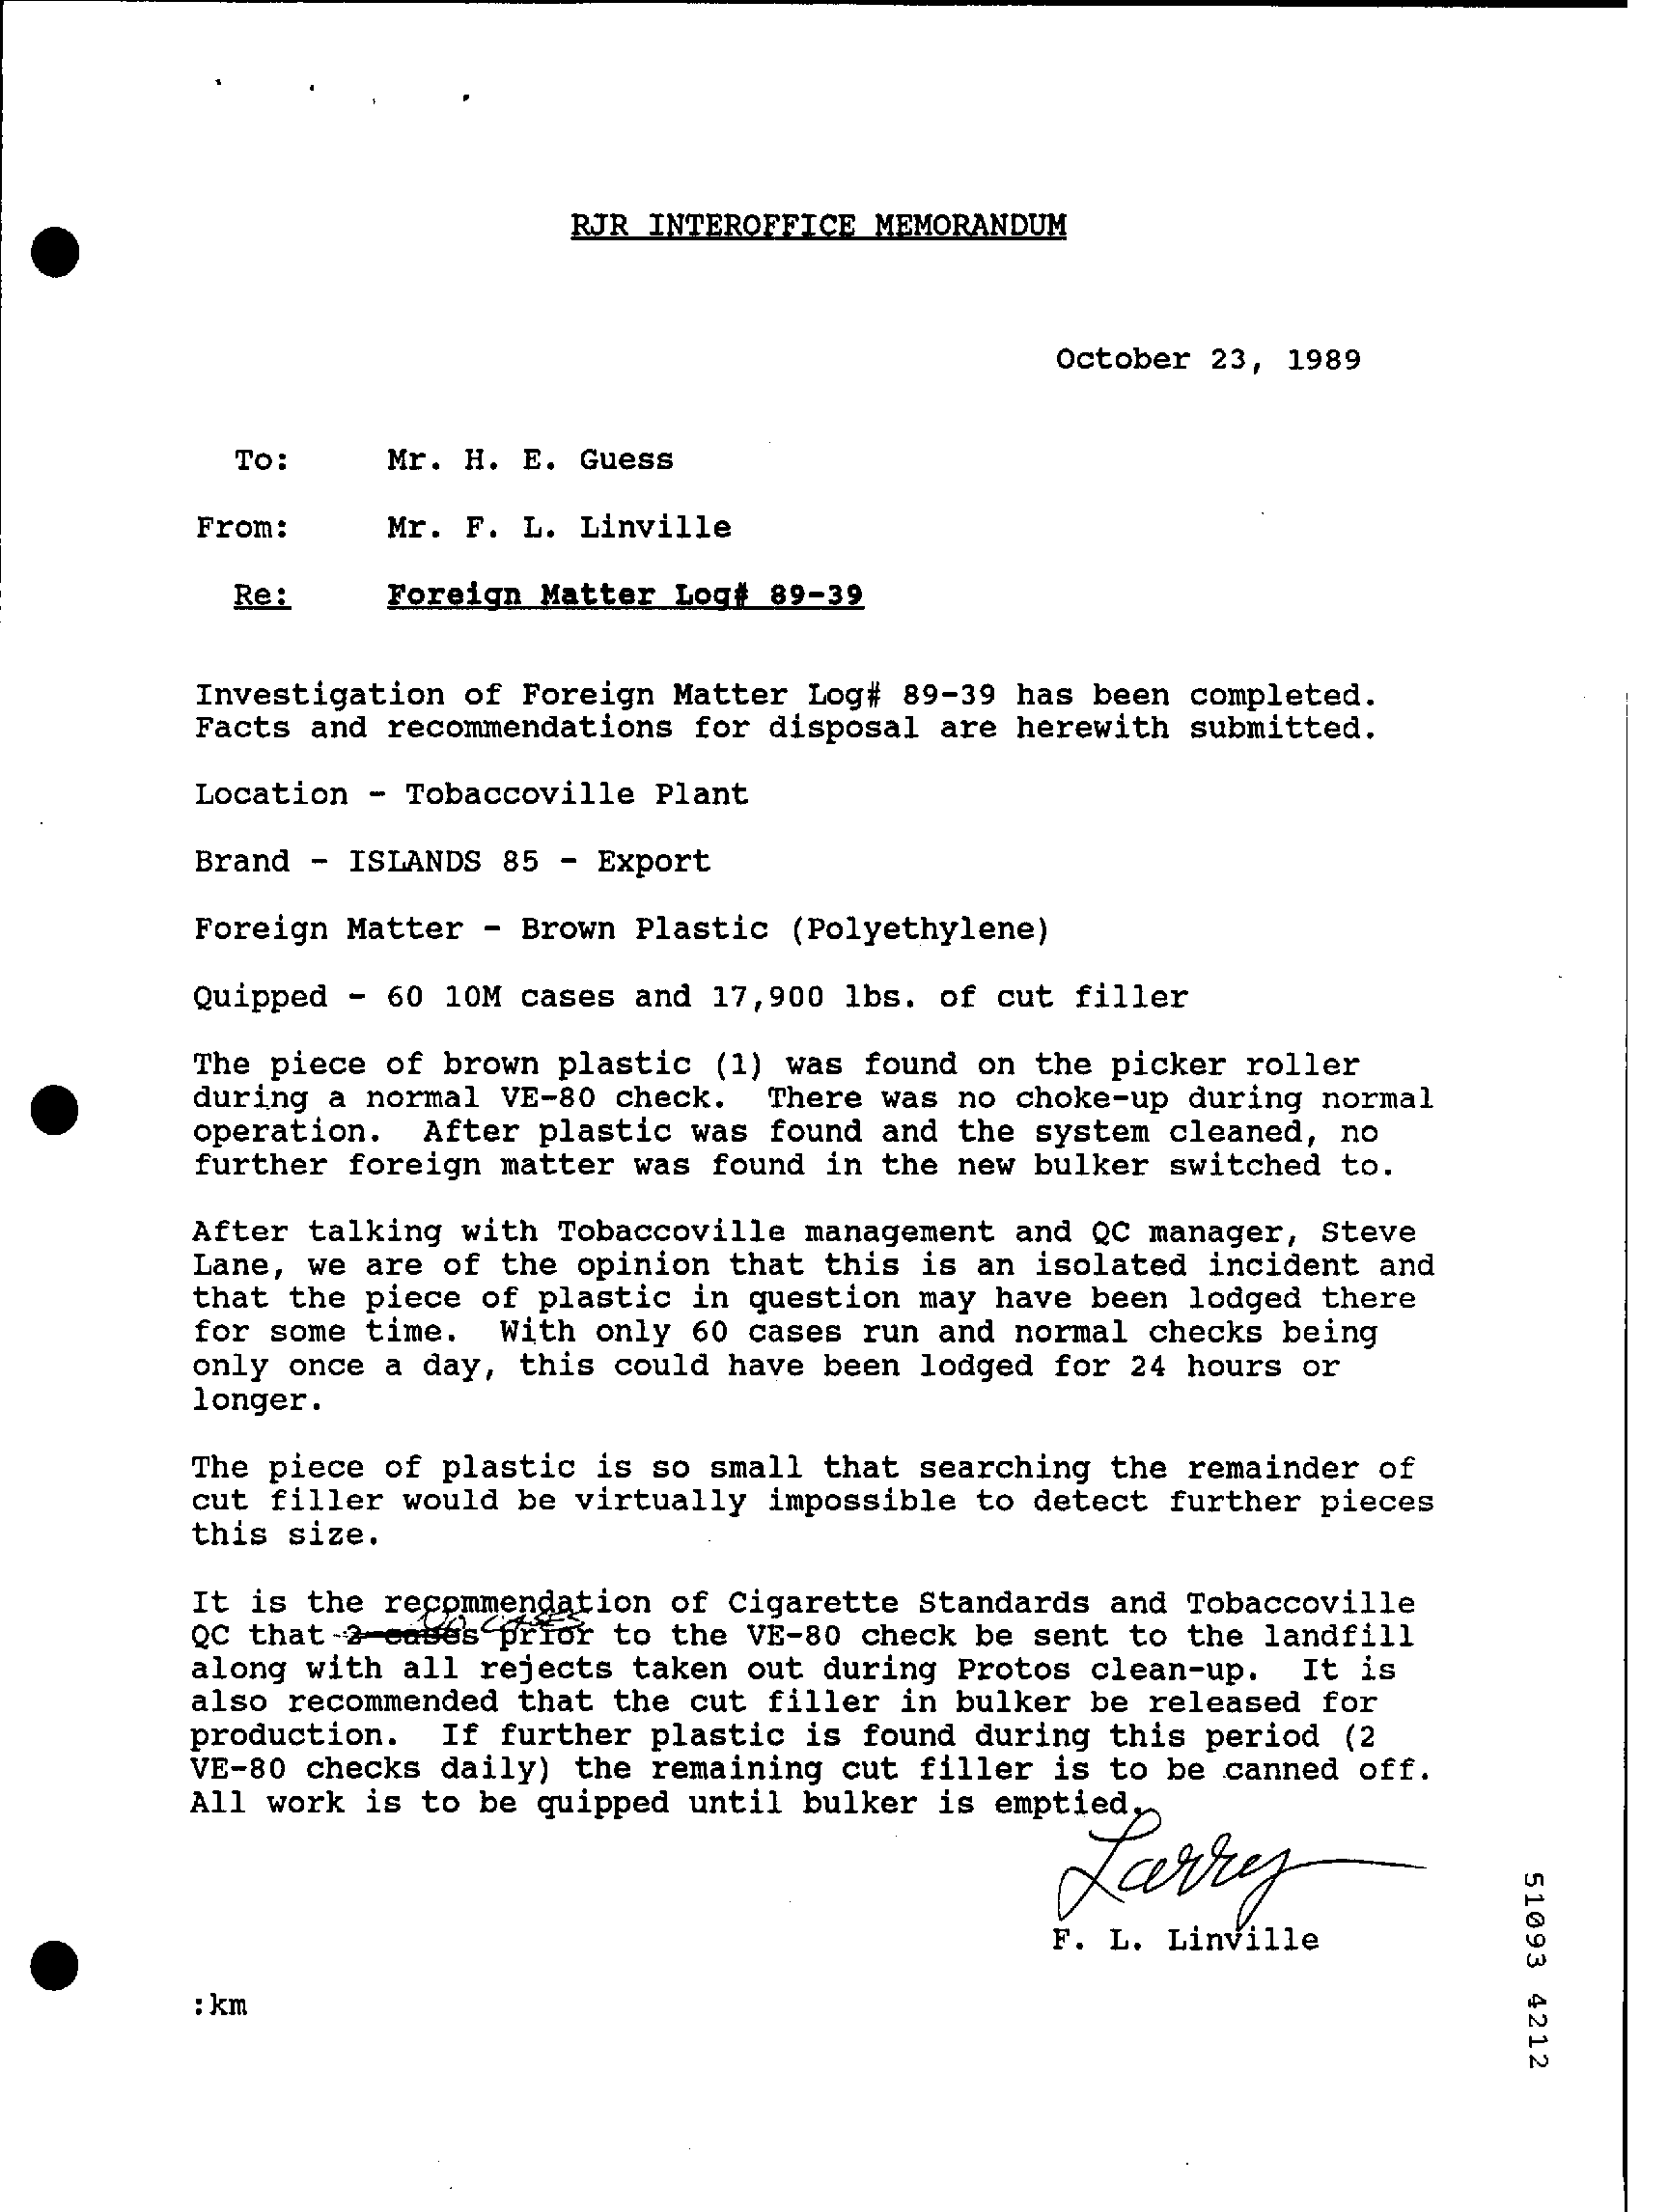 RJR INTEROFFICE MEMORANDUM
October 23, 1989
To: Mr. H. E. Guess
From: Mr. F. L. Linville
Re: Foreign Matter Log# 89-39
Investigation of Foreign Matter Log# 89-39 has been completed.
Facts and recommendations for disposal are herewith submitted.
Location - Tobaccoville Plant
Brand - ISLANDS 85 - Export
Foreign Matter - Brown Plastic (Polyethylene)
Quipped - 60 10M cases and 17,900 lbs. of cut filler
The piece of brown plastic (1) was found on the picker roller
during a normal VE-80 check. There was no choke-up during normal
operation. After plastic was found and the system cleaned, no
further foreign matter was found in the new bulker switched to.
After talking with Tobaccoville management and QC manager, Steve
Lane, we are of the opinion that this is an isolated incident and
that the piece of plastic in question may have been lodged there
for some time. With only 60 cases run and normal checks being
only once a day, this could have been lodged for 24 hours or
longer.
The piece of plastic is so small that searching the remainder of
cut filler would be virtually impossible to detect further pieces
this size.
It is the recommendation of Cigarette Standards and Tobaccoville
CASES
QC that 2 cases prior to the VE-80 check be sent to the landfill
along with all rejects taken out during Protos clean-up. It is
also recommended that the cut filler in bulker be released for
production. If further plastic is found during this period (2
VE-80 checks daily) the remaining cut filler is to be canned off.
All work is to be quipped until bulker is emptied.
Larry
F. L. Linville
:km
51093 4212